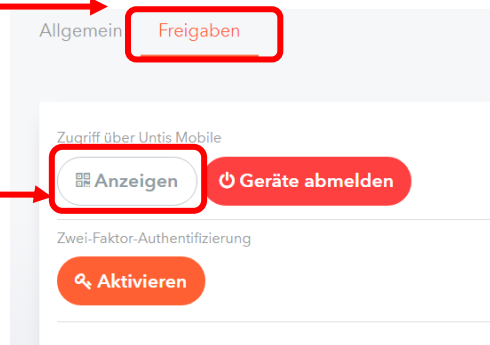 Allgemein Freigaben
Zugriff über Untis Mobile
Anzeigen Geräte abmelden
Zwei-Faktor-Authentifizierung
Aktivieren